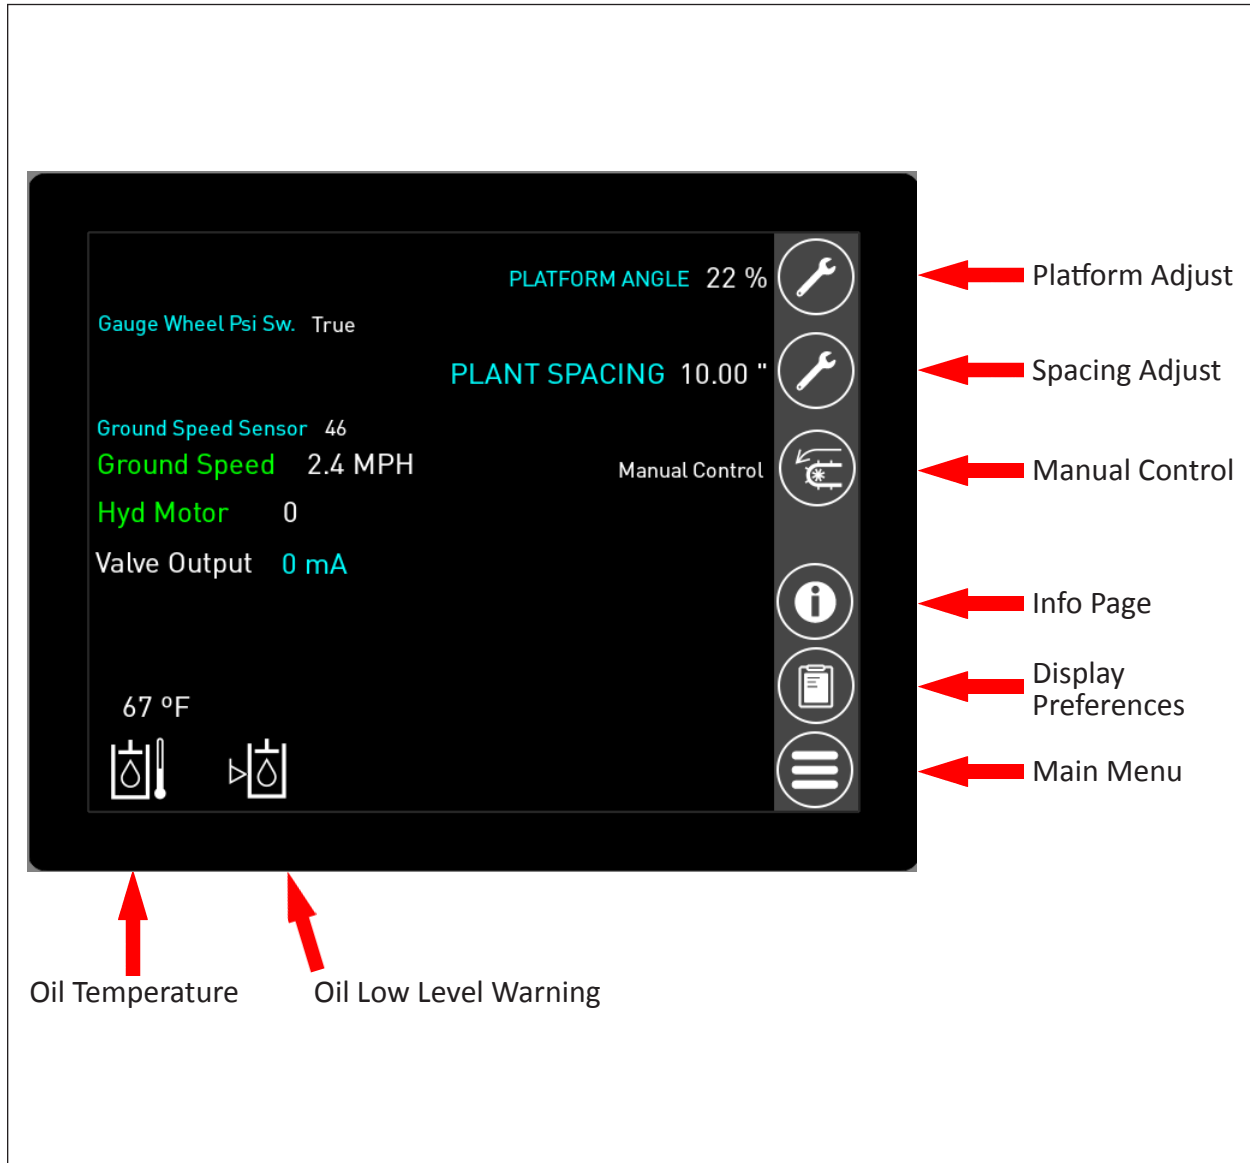 PLATFORM ANGLE 22 %
Platform Adjust
Gauge Wheel Psi Sw. True
PLANT SPACING 10.00 "
Spacing Adjust
Ground Speed Sensor 46
Ground Speed 2.4 MPH
Manual Control
Manual Control
Hyd Motor 0
Valve Output 0 mA
Info Page
Display
Preferences
67 ºF
Main Menu
Oil Temperature
Oil Low Level Warning